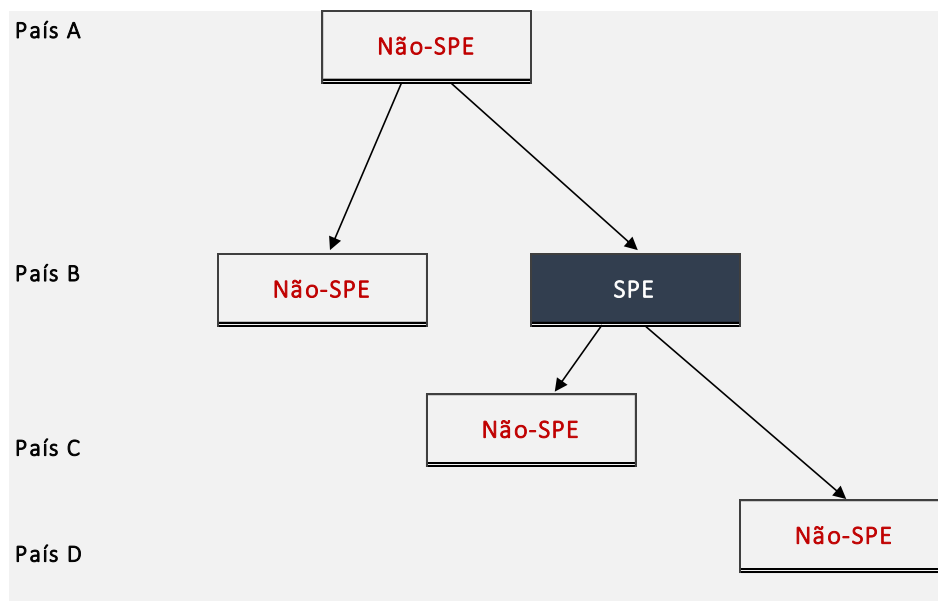 País A
Não-SPE
País B
Não-SPE
SPE
Não-SPE
País C
Não-SPE
País D